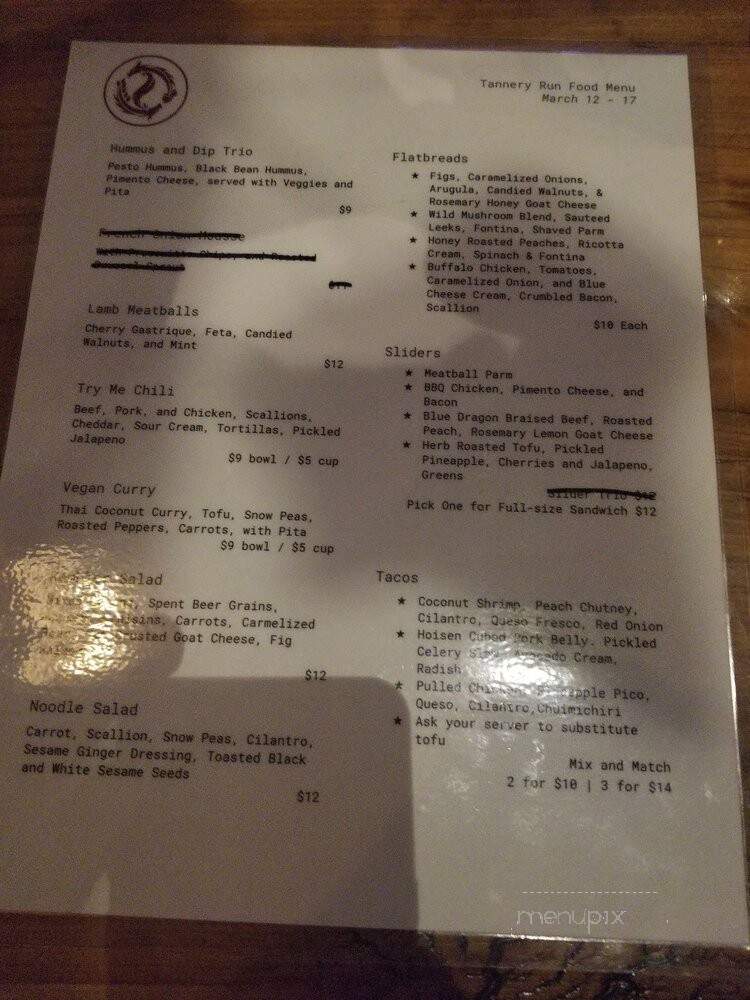 Tannery Run Food Menu
March 12 - 17
Hummus and Dip Trio
Pesto Hummus, Black Bean Hummus,
Pimento Cheese, served with Veggies and
Pita
$9
French Onion Mousse
$11
Lamb Meatballs
Cherry Gastrique, Feta, Candied
Walnuts, and Mint
$12
Try Me Chili
Beef, Pork, and Chicken, Scallions,
Cheddar, Sour Cream, Tortillas, Pickled
Jalapeno
$9 bowl / $5 cup
Vegan Curry
Thai Coconut Curry, Tofu, Snow Peas,
Roasted Peppers, Carrots, with Pita
$9 bowl / $5 cup
Salad
Spent Beer Grains,
Carrots, Carmelized
Goat Cheese, Fig
$12
Noodle Salad
Carrot, Scallion, Snow Peas, Cilantro,
Sesame Ginger Dressing, Toasted Black
and White Sesame Seeds
$12
Flatbreads
★ Figs, Caramelized Onions,
Arugula, Candied Walnuts, &
Rosemary Honey Goat Cheese
★ Wild Mushroom Blend, Sauteed
Leeks, Fontina, Shaved Parm
★ Honey Roasted Peaches, Ricotta
Cream, Spinach & Fontina
★ Buffalo Chicken, Tomatoes,
Caramelized Onion, and Blue
Cheese Cream, Crumbled Bacon,
Scallion
$10 Each
Sliders
★ Meatball Parm
★ BBQ Chicken, Pimento Cheese, and
Bacon
★ Blue Dragon Braised Beef, Roasted
Peach, Rosemary Lemon Goat Cheese
★ Herb Roasted Tofu, Pickled
Pineapple, Cherries and Jalapeno,
Greens
Slider Trio $12
Pick One for Full-size Sandwich $12
Tacos
★ Coconut Shrimp, Peach Chutney,
Cilantro, Queso Fresco, Red Onion
★ Hoisen Cubed Pork Belly. Pickled
Celery Slaw, Avocado Cream,
Radish
★ Pulled Chicken, Pineapple Pico,
Queso, Cilantro,Chuimichiri
★ Ask your server to substitute
tofu
Mix and Match
2 for $10 | 3 for $14
menupix